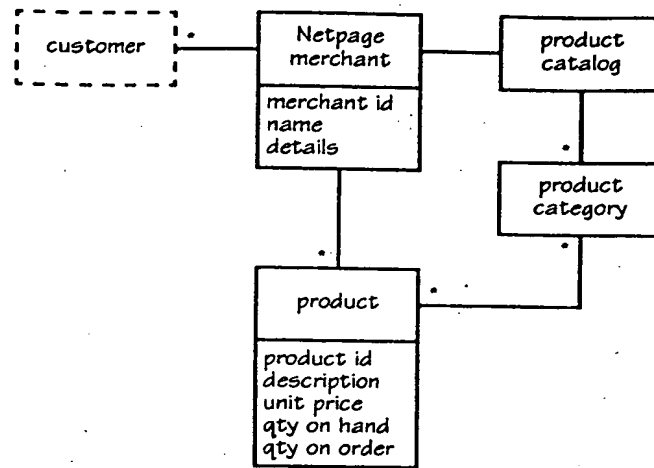 customer
Netpage
merchant
merchant id
name
details
product
catalog
product
category
product
product id
description
unit price
qty on hand
qty on order